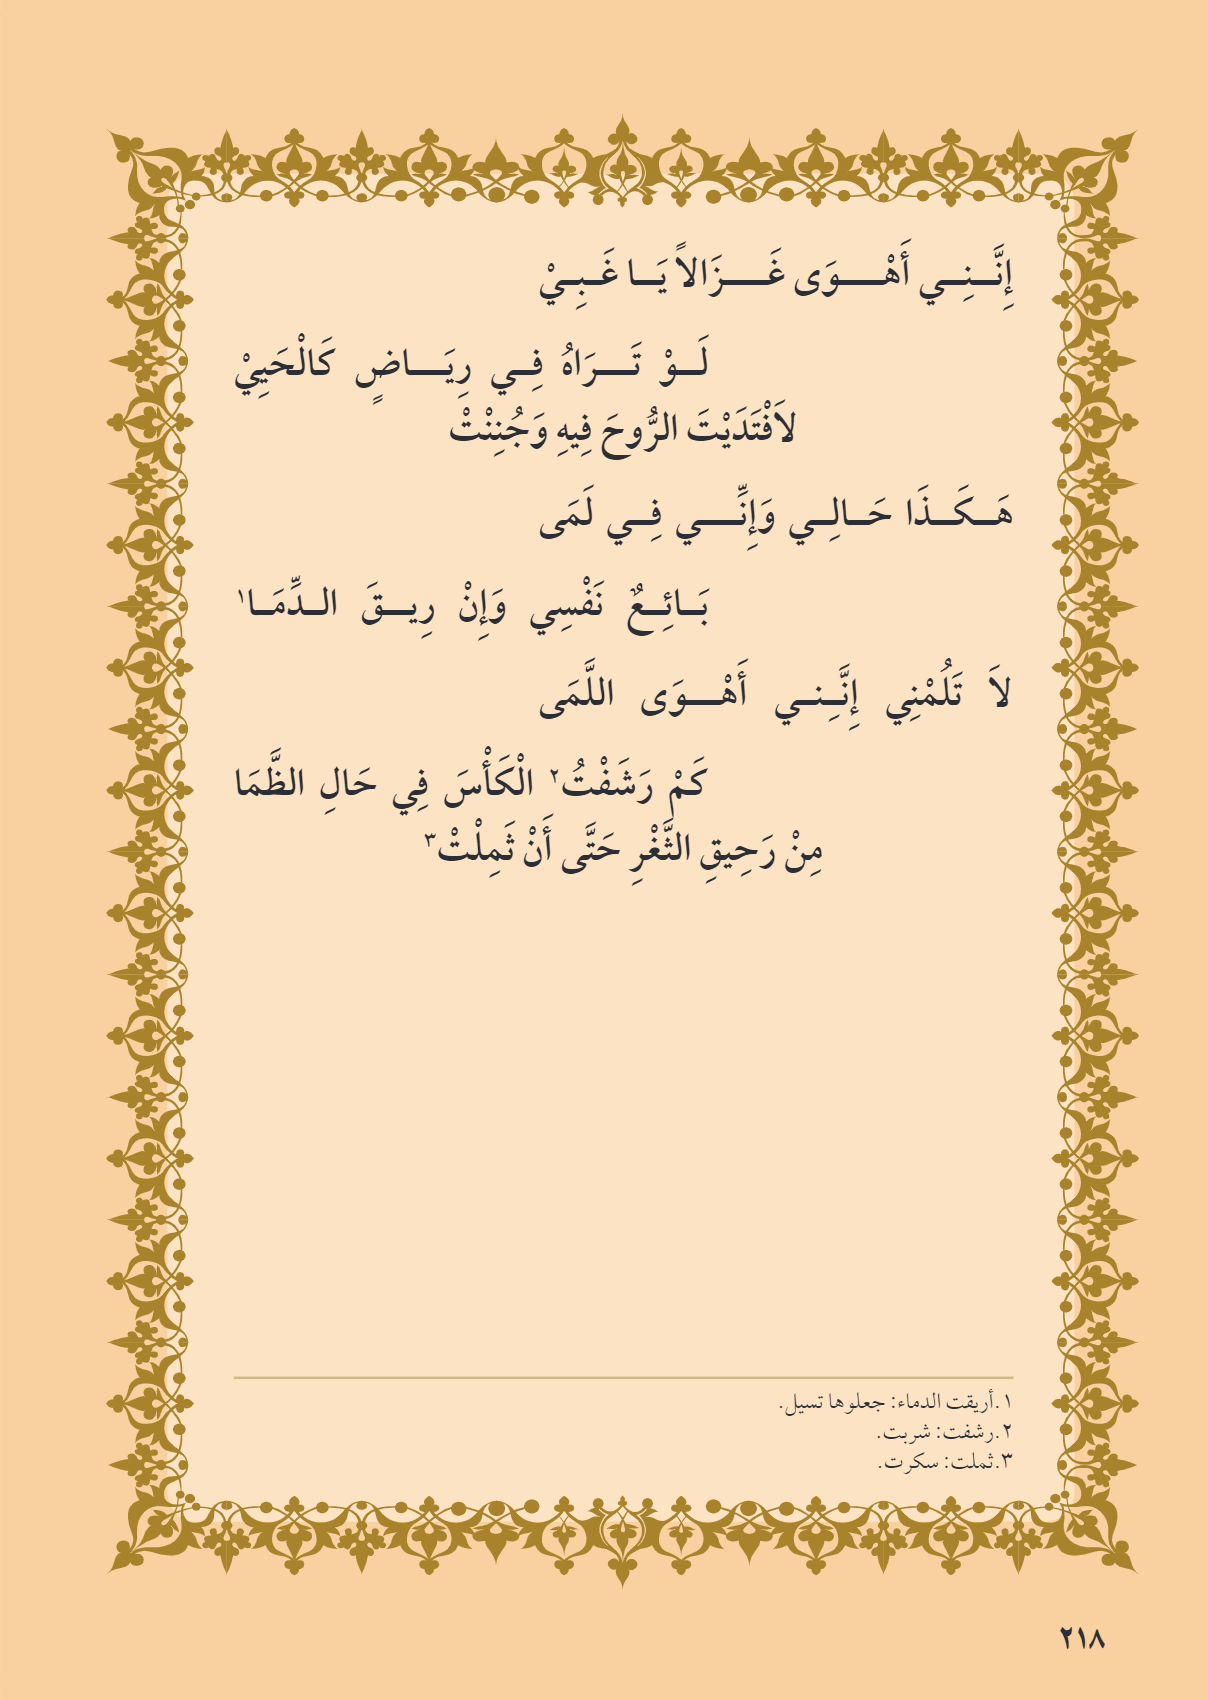 إِنَّنِي أَهْوَى غَزَالاً يَا غَبِيْ
لَوْ تَرَاهُ فِي رِيَاضٍ كَالْحَيِيْ
لاَفْتَدَيْتَ الرُّوحَ فِيهِ وَجُنِنْتْ
هَكَذَا حَالِي وَإِنِّي فِي لَمَى
بَائِعٌ نَفْسِي وَإِنْ رِيقَ الدِّمَا١
لاَ تَلُمْنِي إِنَّنِي أَهْوَى اللَّمَى
كَمْ رَشَفْتُ٢ الْكَأْسَ فِي حَالِ الظَّمَا
مِنْ رَحِيقِ الثَّغْرِ حَتَّى أَنْ ثَمِلْتْ٣
١.أريقت الدماء: جعلوها تسيل.
٢.رشفت: شربت.
٣.ثملت: سكرت.
٢١٨